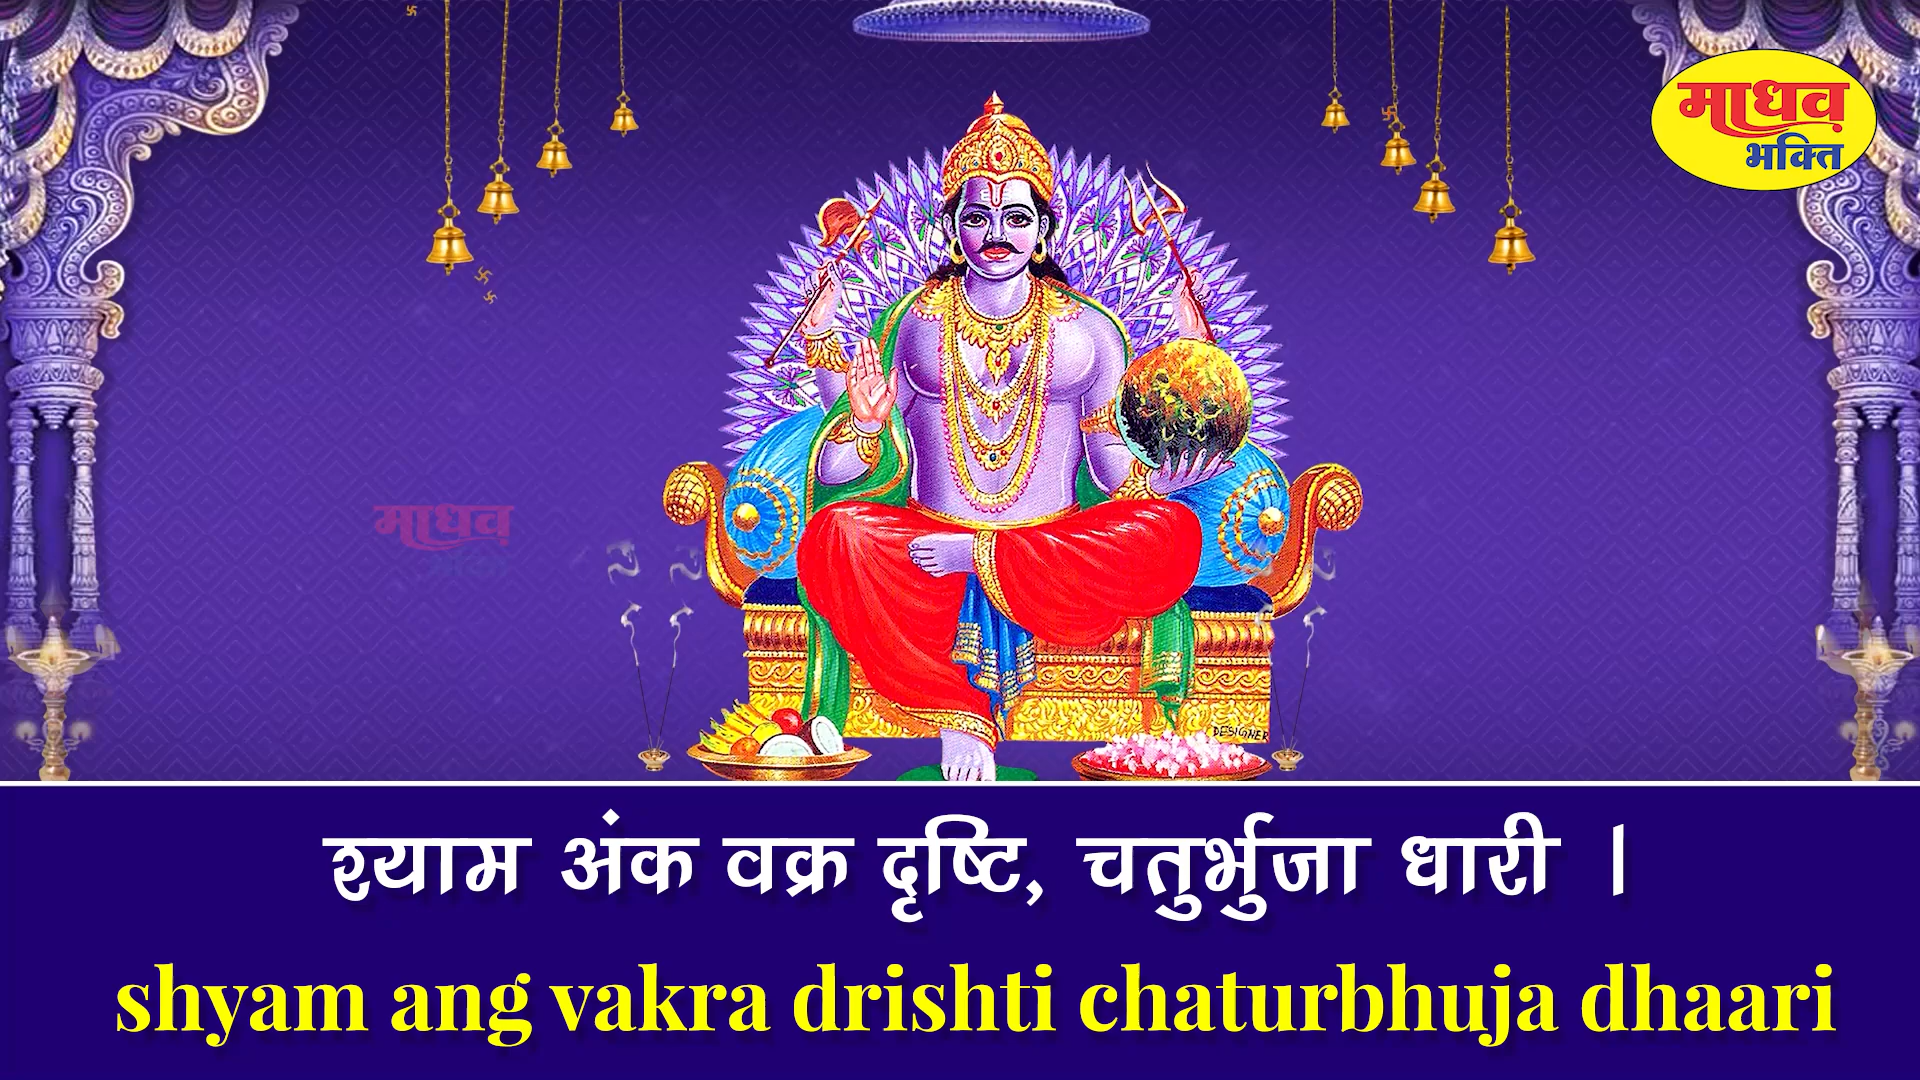 माधव
भक्ति
माधव
DESIGNER
श्याम अंक वक्र दृष्टि, चतुर्भुजा धारी ।
shyam ang vakra drishti chaturbhuja dhaari